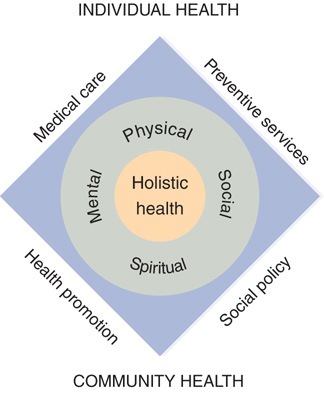 INDIVIDUAL HEALTH
Medical care
Preventive services
Physical
Mental
Holistic
health
Social
Spiritual
Health promotion
Social policy
COMMUNITY HEALTH